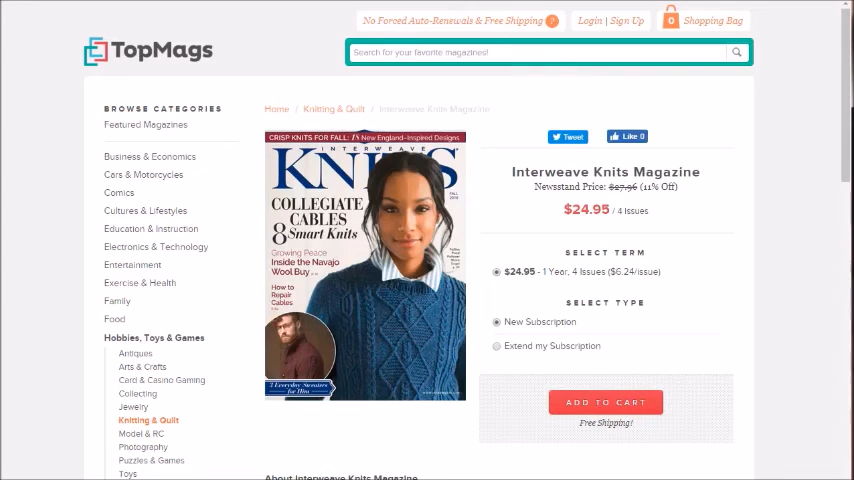 No Forced Auto-Renewals & Free Shipping ?
Login | Sign Up
0 Shopping Bag
TopMags
Search for your favorite magazines!
BROWSE CATEGORIES
Featured Magazines
Business & Economics
Cars & Motorcycles
Comics
Cultures & Lifestyles
Education & Instruction
Electronics & Technology
Entertainment
Exercise & Health
Family
Food
Hobbies, Toys & Games
Antiques
Arts & Crafts
Card & Casino Gaming
Collecting
Jewelry
Knitting & Quilt
Model & RC
Photography
Puzzles & Games
Toys
Home / Knitting & Quilt / Interweave Knits Magazine
CRISP KNITS FOR FALL: 18 New England-Inspired Designs
INTERWEAVE
KNITS
COLLEGIATE
CABLES
8 Smart Knits
Growing Peace
Inside the Navajo
Wool Buy
How to
Repair
Cables
3 Everyday Sweaters
for Him
Tweet
Like 0
Interweave Knits Magazine
Newsstand Price: $27.96 (11% Off)
$24.95 / 4 Issues
SELECT TERM
$24.95 - 1 Year, 4 Issues ($6.24/issue)
SELECT TYPE
New Subscription
Extend my Subscription
ADD TO CART
Free Shipping!
About Interweave Knits Magazine